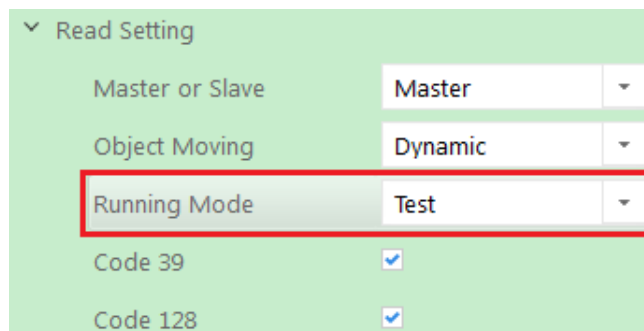 Read Setting
Master or Slave Master
Object Moving Dynamic
Running Mode Test
Code 39
Code 128